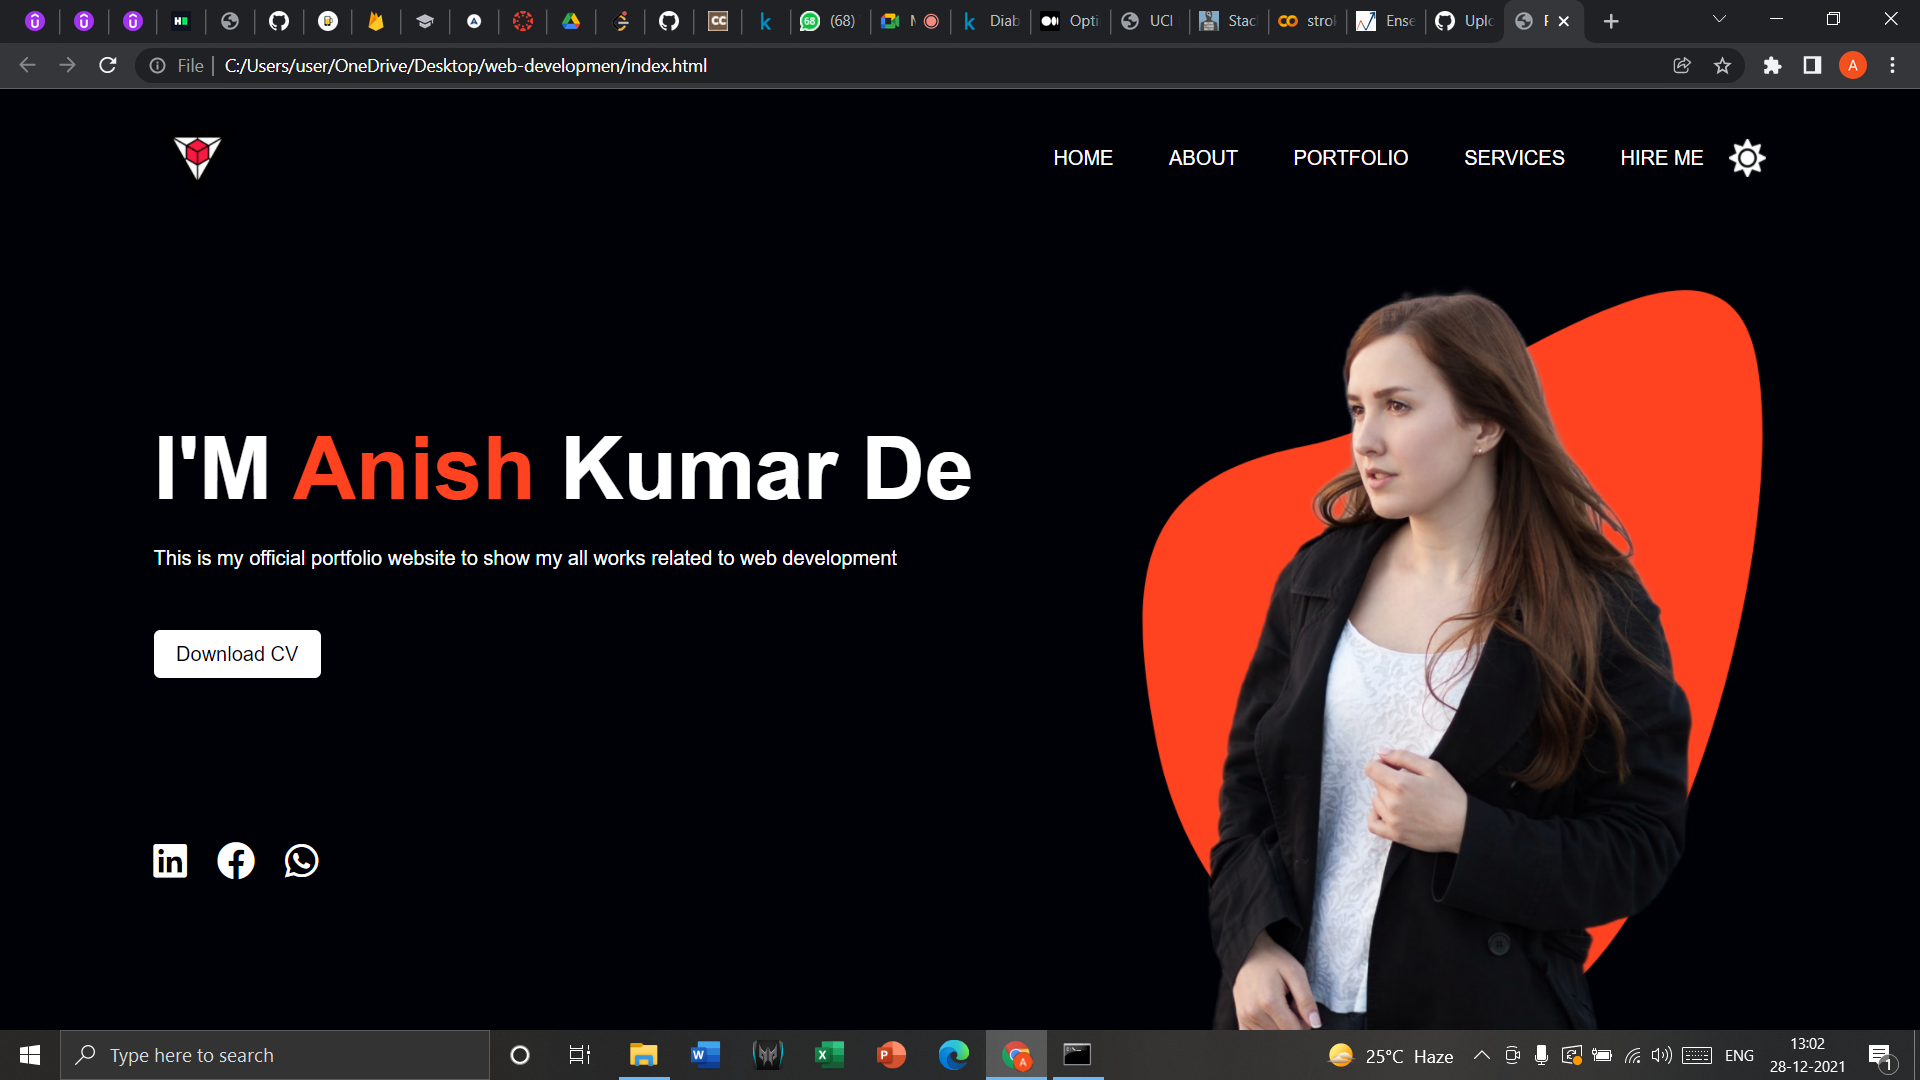 (68)
Diab
Opti
UCI
Stac
stro
Ense
Uplo
File
C:/Users/user/OneDrive/Desktop/web-developmen/index.html
A
HOME
ABOUT
PORTFOLIO
SERVICES
HIRE ME
I'M Anish Kumar De
This is my official portfolio website to show my all works related to web development
Download CV
Type here to search
25°C Haze
ENG
13:02
28-12-2021
1